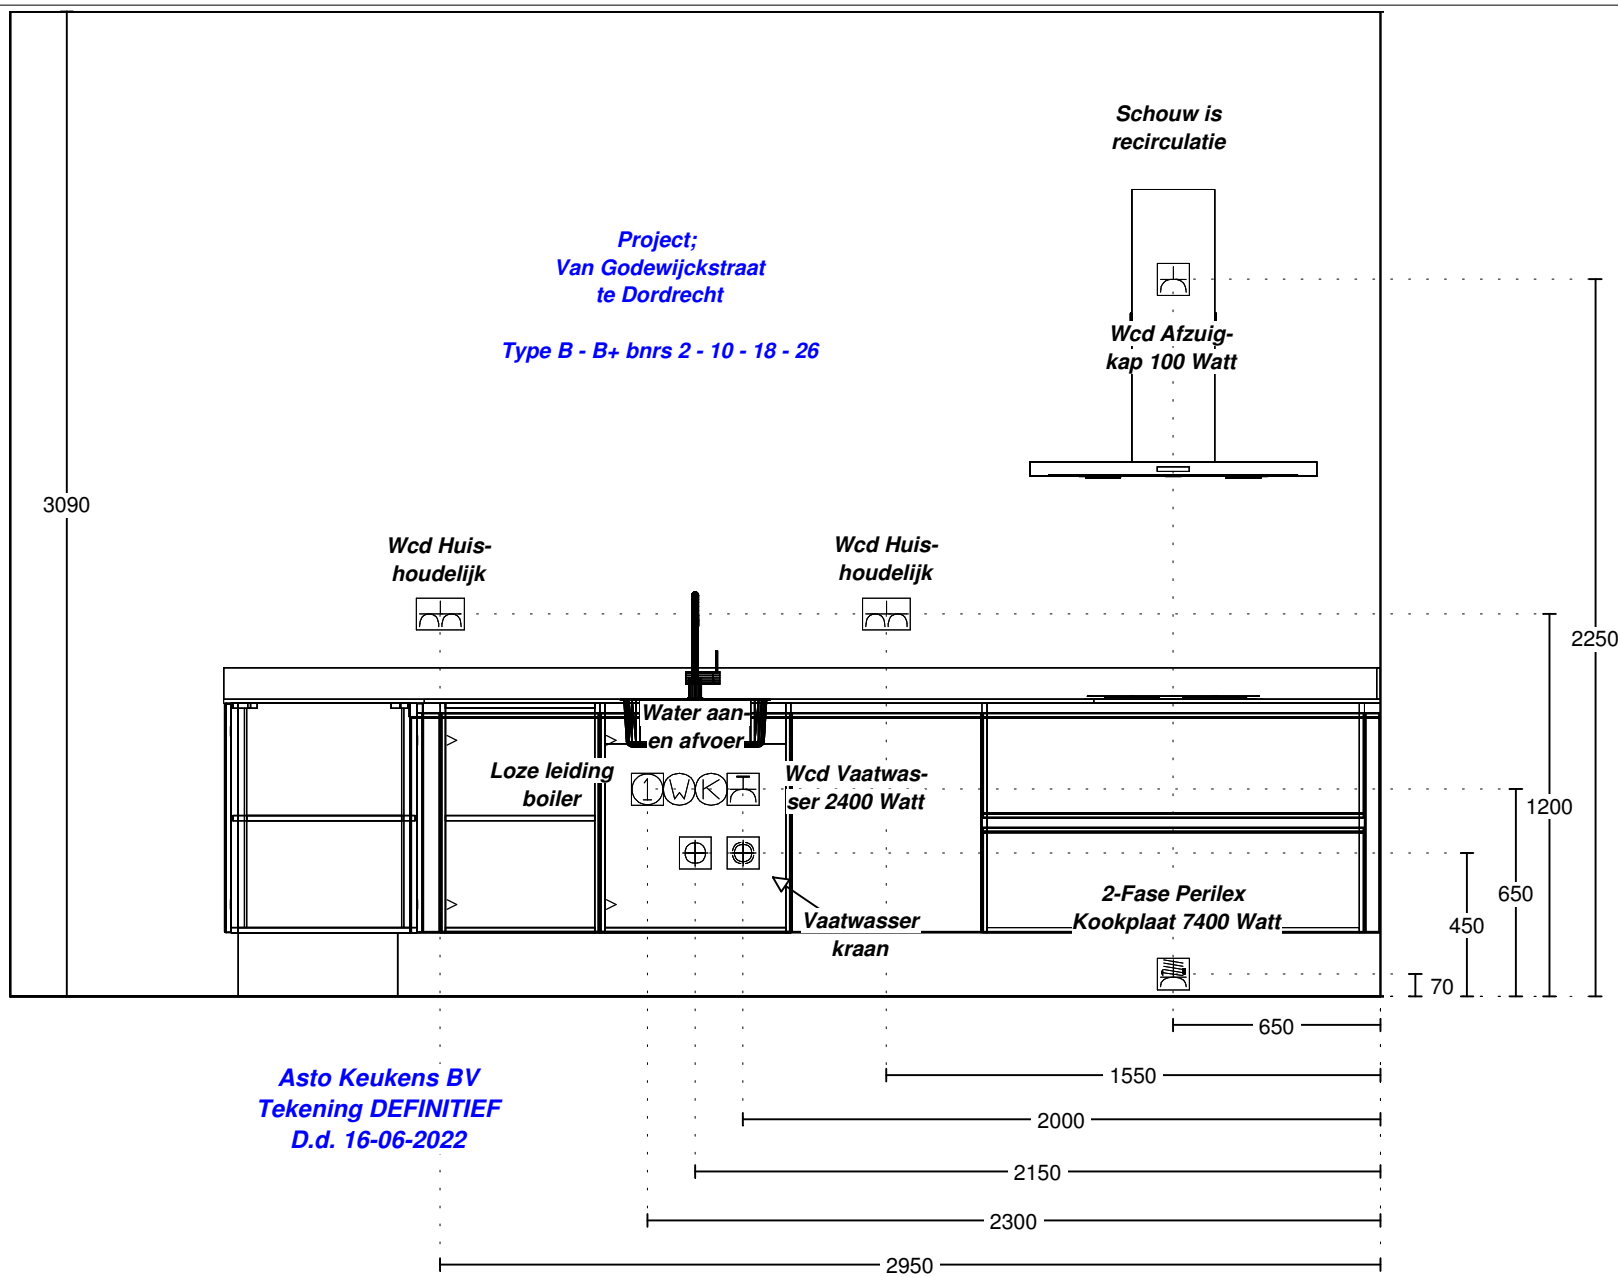 Schouw is
recirculatie
Project;
Van Godewijckstraat
te Dordrecht
Type B - B+ bnrs 2 - 10 - 18 - 26
Wcd Afzuig-
kap 100 Watt
3090
Wcd Huis-
houdelijk
Wcd Huis-
houdelijk
2250
Water aan-
en afvoer
Loze leiding
boiler
1 W K
Wcd Vaatwas-
ser 2400 Watt
1200
650
450
70
2-Fase Perilex
Kookplaat 7400 Watt
Vaatwasser
kraan
650
1550
2000
2150
2300
2950
Asto Keukens BV
Tekening DEFINITIEF
D.d. 16-06-2022